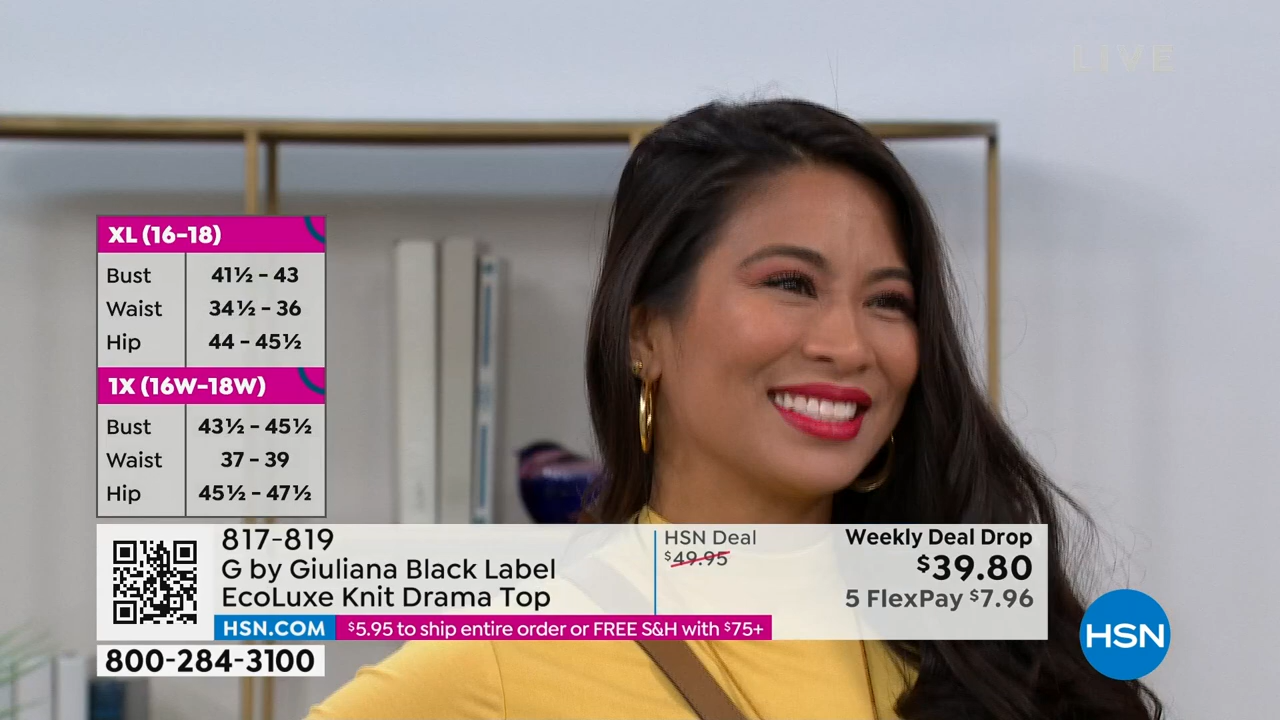 LIVE
XL (16-18)
Bust 41½ - 43
Waist 34½ - 36
Hip 44 - 45½
1X (16W-18W)
Bust 43½ - 45½
Waist 37 - 39
Hip 45½ - 47½
817-819
G by Giuliana Black Label
EcoLuxe Knit Drama Top
HSN Deal
$49.95
Weekly Deal Drop
$39.80
5 FlexPay $7.96
HSN.COM $5.95 to ship entire order or FREE S&H with $75+
800-284-3100
HSN